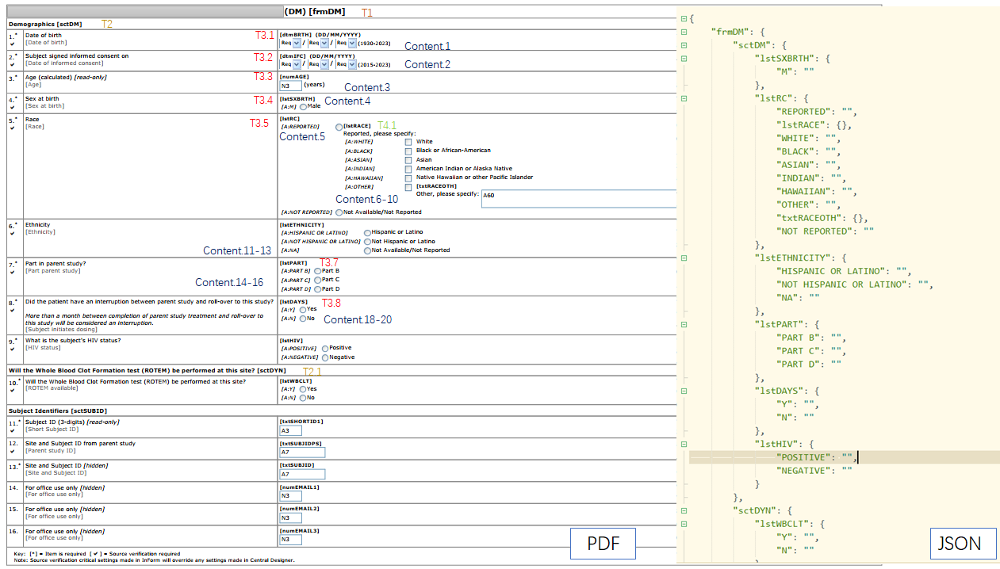 (DM) [frmDM] T1
Demographics [sctDM] T2
1.* Date of birth T3.1
[Date of birth]
[dtmBRTH] (DD/MM/YYYY)
Req / Req / Req (1930-2023) Content.1
2.* Subject signed informed consent on T3.2
[Date of informed consent]
[dtmIFC] (DD/MM/YYYY)
Req / Req / Req (2015-2023) Content.2
3.* Age (calculated) [read-only] T3.3
[Age]
[numAGE]
N3 (years) Content.3
4.* Sex at birth T3.4
[Sex at birth]
[lstSXBRTH] Content.4
[A:M] Male
5.* Race T3.5
[Race]
[lstRC]
[A:REPORTED] [lstRACE] T4.1
Content.5 Reported, please specify:
[A:WHITE] White
[A:BLACK] Black or African-American
[A:ASIAN] Asian
[A:INDIAN] American Indian or Alaska Native
[A:HAWAIIAN] Native Hawaiian or other Pacific Islander
[A:OTHER] [txtRACEOTH]
Content.6-10 Other, please specify: A60
[A:NOT REPORTED] Not Available/Not Reported
6.* Ethnicity
[Ethnicity]
Content.11-13
[lstETHNICITY]
[A:HISPANIC OR LATINO] Hispanic or Latino
[A:NOT HISPANIC OR LATINO] Not Hispanic or Latino
[A:NA] Not Available/Not Reported
7.* Part in parent study?
[Part parent study]
Content.14-16
[lstPART] T3.7
[A:PART B] Part B
[A:PART C] Part C
[A:PART D] Part D
8.* Did the patient have an interruption between parent study and roll-over to this study?
More than a month between completion of parent study treatment and roll-over to
this study will be considered an interruption.
[Subject initiates dosing]
[lstDAYS] T3.8
[A:Y] Yes
[A:N] No Content.18-20
9.* What is the subject's HIV status?
[HIV status]
[lstHIV]
[A:POSITIVE] Positive
[A:NEGATIVE] Negative
Will the Whole Blood Clot Formation test (ROTEM) be performed at this site? [sctDYN] T2.1
10.* Will the Whole Blood Clot Formation test (ROTEM) be performed at this site?
[ROTEM available]
[lstWBCLT]
[A:Y] Yes
[A:N] No
Subject Identifiers [sctSUBID]
11.* Subject ID (3-digits) [read-only]
[Short Subject ID]
[txtSHORTID1]
A3
12. Site and Subject ID from parent study
[Parent study ID]
[txtSUBJIDPS]
A7
13.* Site and Subject ID [hidden]
[Site and Subject ID]
[txtSUBJID]
A7
14. For office use only [hidden]
[For office use only]
[numEMAIL1]
N3
15. For office use only [hidden]
[For office use only]
[numEMAIL2]
N3
16. For office use only [hidden]
[For office use only]
[numEMAIL3]
N3
Key: [*] = Item is required [✔] = Source verification required
Note: Source verification critical settings made in InForm will override any settings made in Central Designer.
PDF
{
"frmDM": {
"sctDM": {
"lstSXBRTH": {
"M": ""
},
"lstRC": {
"REPORTED": "",
"lstRACE": {},
"WHITE": "",
"BLACK": "",
"ASIAN": "",
"INDIAN": "",
"HAWAIIAN": "",
"OTHER": "",
"txtRACEOTH": {},
"NOT REPORTED": ""
},
"lstETHNICITY": {
"HISPANIC OR LATINO": "",
"NOT HISPANIC OR LATINO": "",
"NA": ""
},
"lstPART": {
"PART B": "",
"PART C": "",
"PART D": ""
},
"lstDAYS": {
"Y": "",
"N": ""
},
"lstHIV": {
"POSITIVE": "",
"NEGATIVE": ""
}
},
"sctDYN": {
"lstWBCLT": {
"Y": "",
"N": ""
JSON